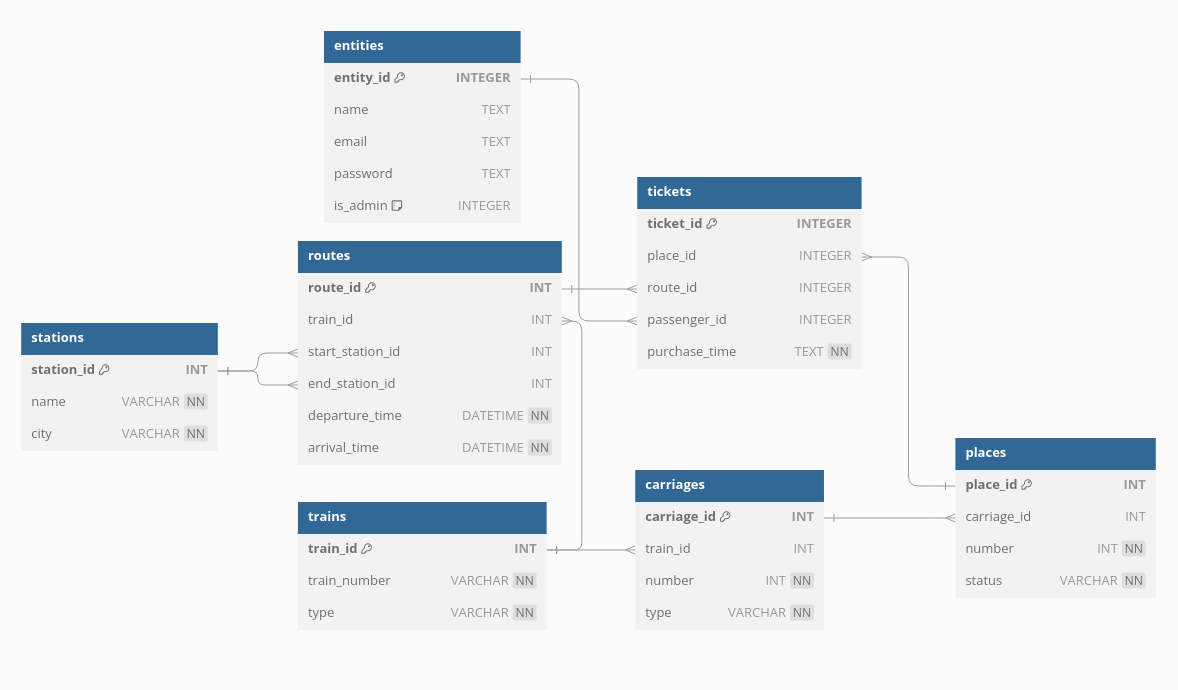 entities
entity_id INTEGER
name TEXT
email TEXT
password TEXT
is_admin INTEGER
tickets
ticket_id INTEGER
place_id INTEGER
route_id INTEGER
passenger_id INTEGER
purchase_time TEXT NN
routes
route_id INT
train_id INT
start_station_id INT
end_station_id INT
departure_time DATETIME NN
arrival_time DATETIME NN
stations
station_id INT
name VARCHAR NN
city VARCHAR NN
trains
train_id INT
train_number VARCHAR NN
type VARCHAR NN
carriages
carriage_id INT
train_id INT
number INT NN
type VARCHAR NN
places
place_id INT
carriage_id INT
number INT NN
status VARCHAR NN